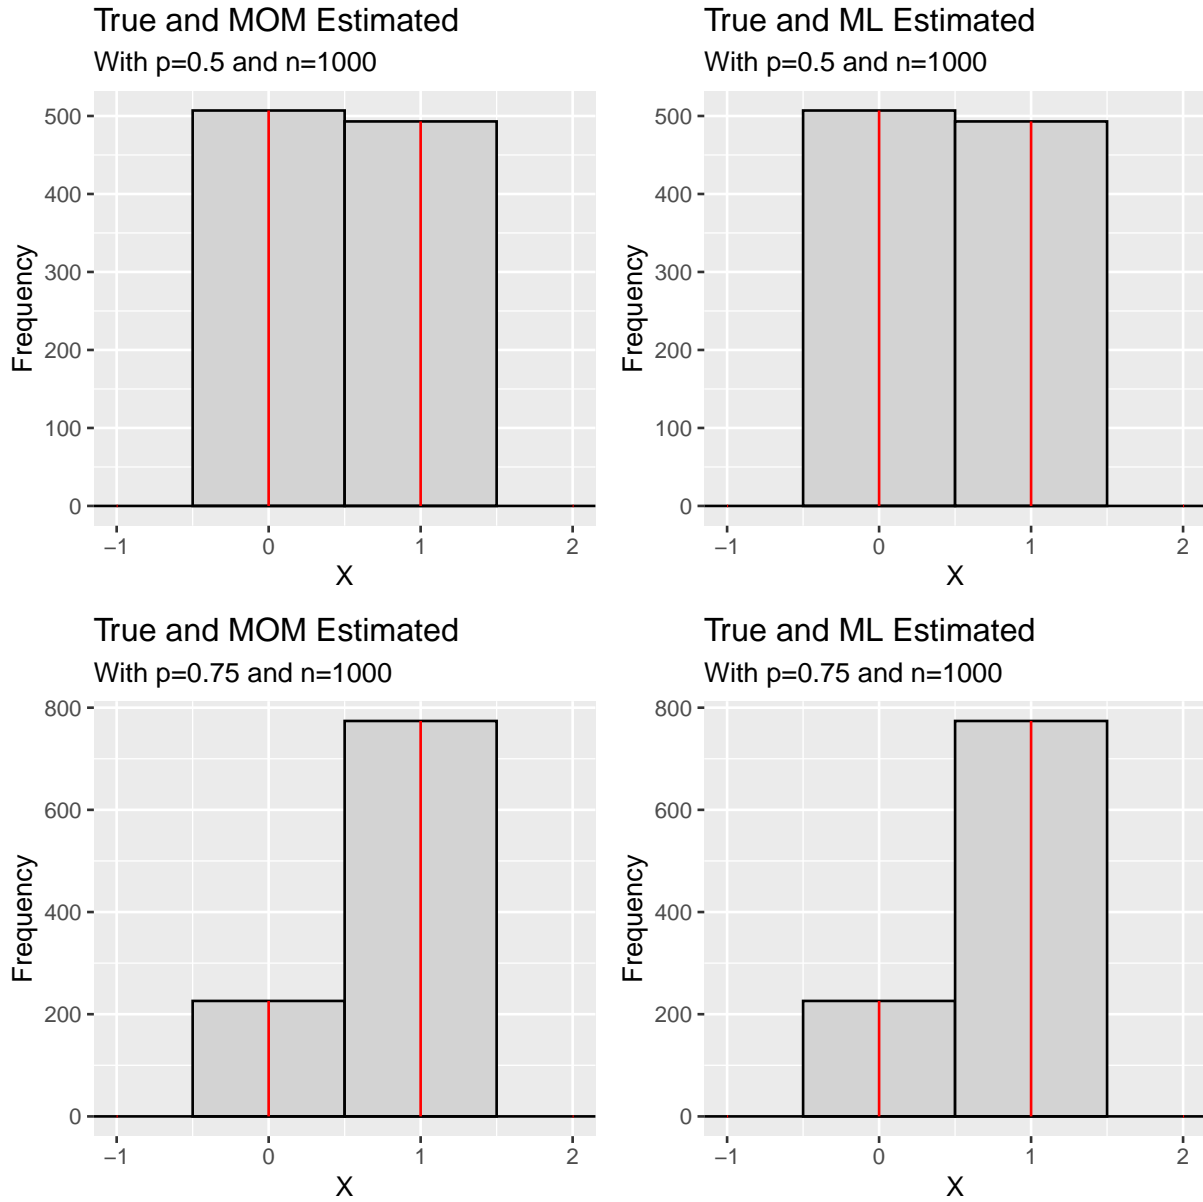 True and MOM Estimated
With p=0.5 and n=1000
500
400
300
200
100
0
Frequency
−1 0 1 2
X
True and ML Estimated
With p=0.5 and n=1000
500
400
300
200
100
0
Frequency
−1 0 1 2
X
True and MOM Estimated
With p=0.75 and n=1000
800
600
400
200
0
Frequency
−1 0 1 2
X
True and ML Estimated
With p=0.75 and n=1000
800
600
400
200
0
Frequency
−1 0 1 2
X